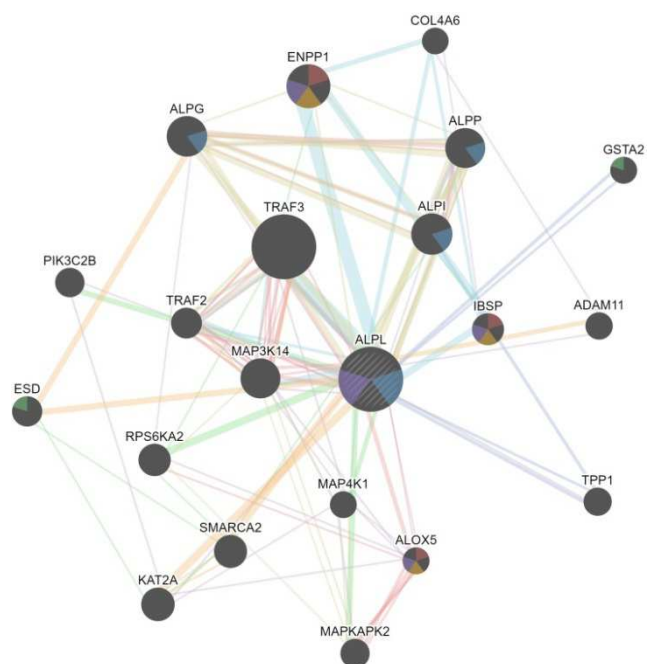 COL4A6
ENPP1
ALPG
ALPP
GSTA2
TRAF3
ALPI
PIK3C2B
TRAF2
IBSP
ADAM11
MAP3K14
ALPL
ESD
RPS6KA2
MAP4K1
TPP1
SMARCA2
ALOX5
KAT2A
MAPKAPK2